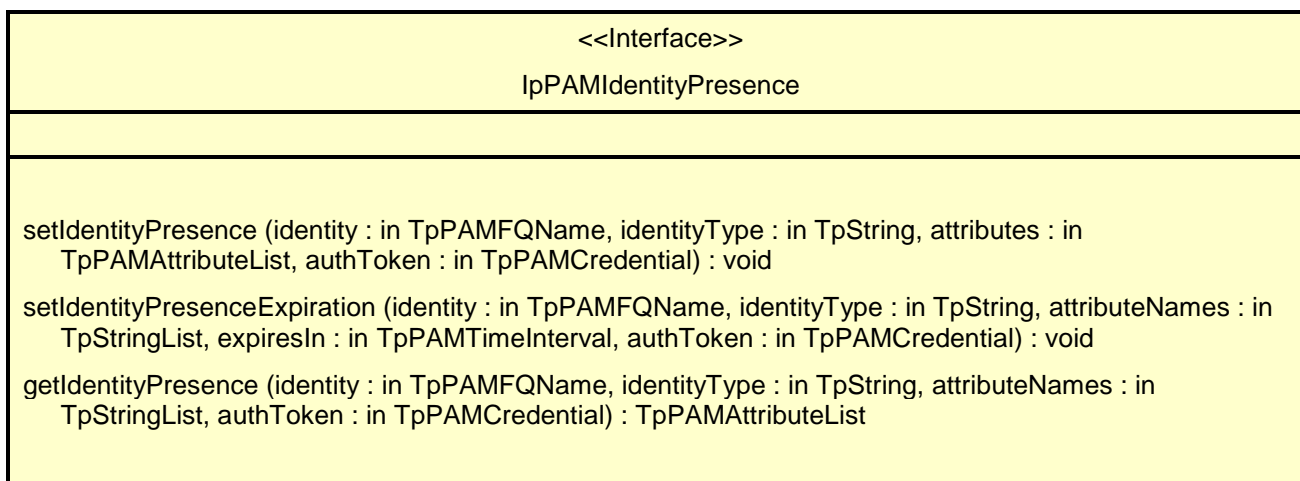 <<Interface>>
IpPAMIdentityPresence
setIdentityPresence (identity : in TpPAMFQName, identityType : in TpString, attributes : in
TpPAMAttributeList, authToken : in TpPAMCredential) : void
setIdentityPresenceExpiration (identity : in TpPAMFQName, identityType : in TpString, attributeNames : in
TpStringList, expiresIn : in TpPAMTimeInterval, authToken : in TpPAMCredential) : void
getIdentityPresence (identity : in TpPAMFQName, identityType : in TpString, attributeNames : in
TpStringList, authToken : in TpPAMCredential) : TpPAMAttributeList